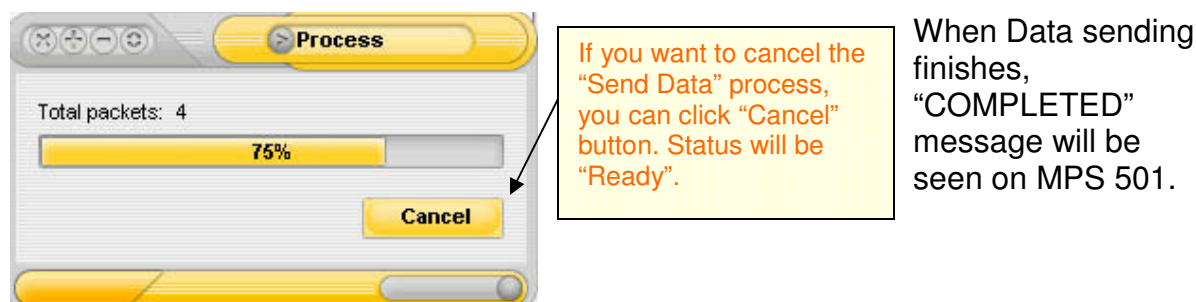 Process
Total packets: 4
75%
Cancel
If you want to cancel the
“Send Data” process,
you can click “Cancel”
button. Status will be
“Ready”.
When Data sending
finishes,
“COMPLETED”
message will be
seen on MPS 501.